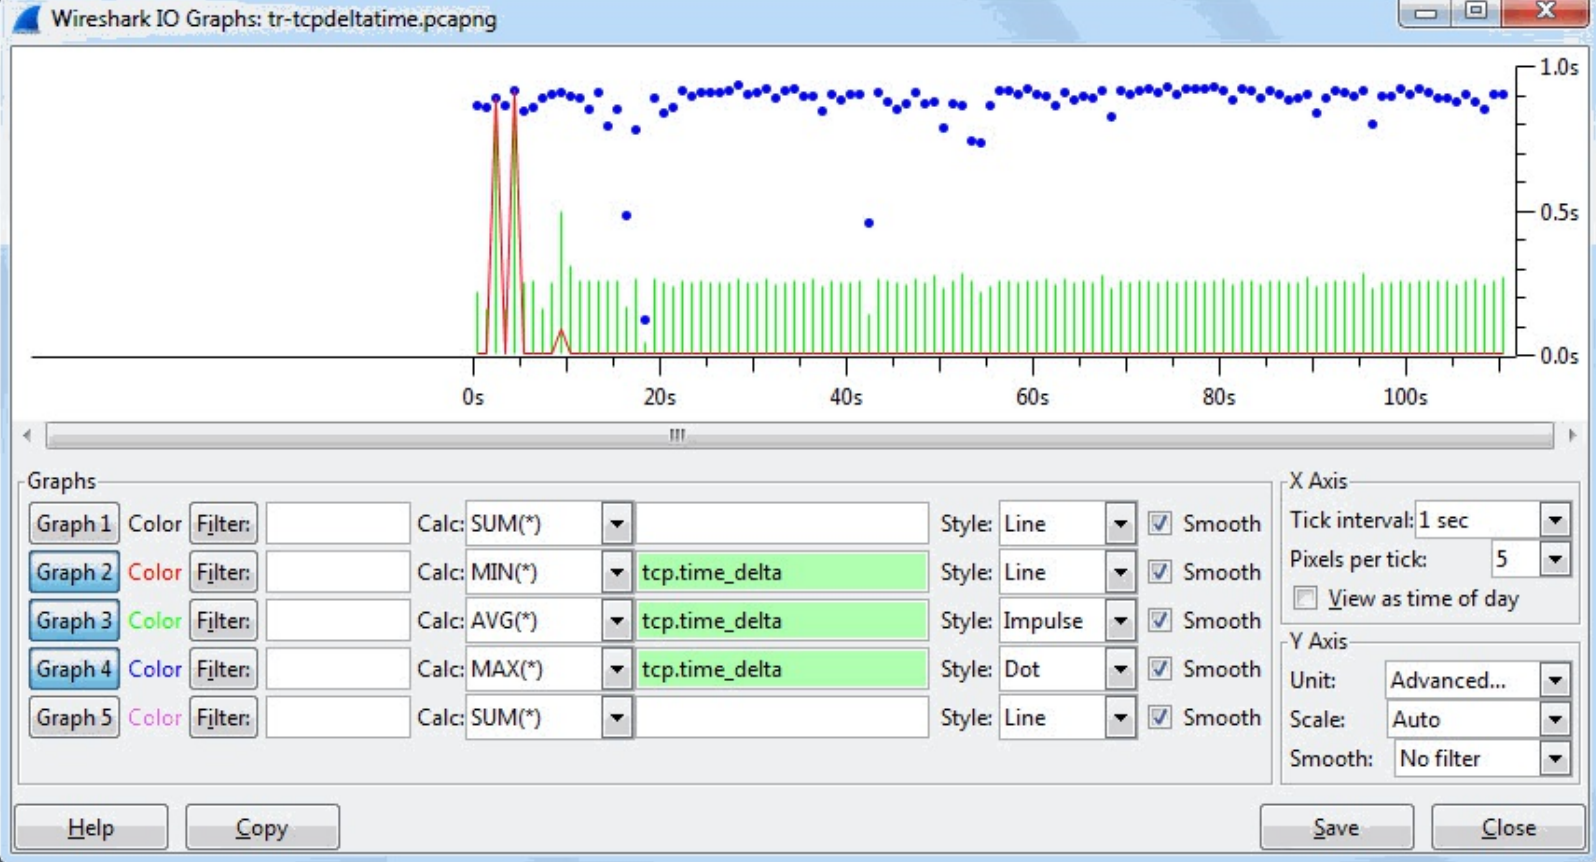 Wireshark IO Graphs: tr-tcpdeltatime.pcapng
1.0s
0.5s
0.0s
0s 20s 40s 60s 80s 100s
Graphs
Graph 1 Color Filter: Calc: SUM(*) Style: Line Smooth
Graph 2 Color Filter: Calc: MIN(*) tcp.time_delta Style: Line Smooth
Graph 3 Color Filter: Calc: AVG(*) tcp.time_delta Style: Impulse Smooth
Graph 4 Color Filter: Calc: MAX(*) tcp.time_delta Style: Dot Smooth
Graph 5 Color Filter: Calc: SUM(*) Style: Line Smooth
X Axis
Tick interval: 1 sec
Pixels per tick: 5
View as time of day
Y Axis
Unit: Advanced...
Scale: Auto
Smooth: No filter
Help Copy Save Close